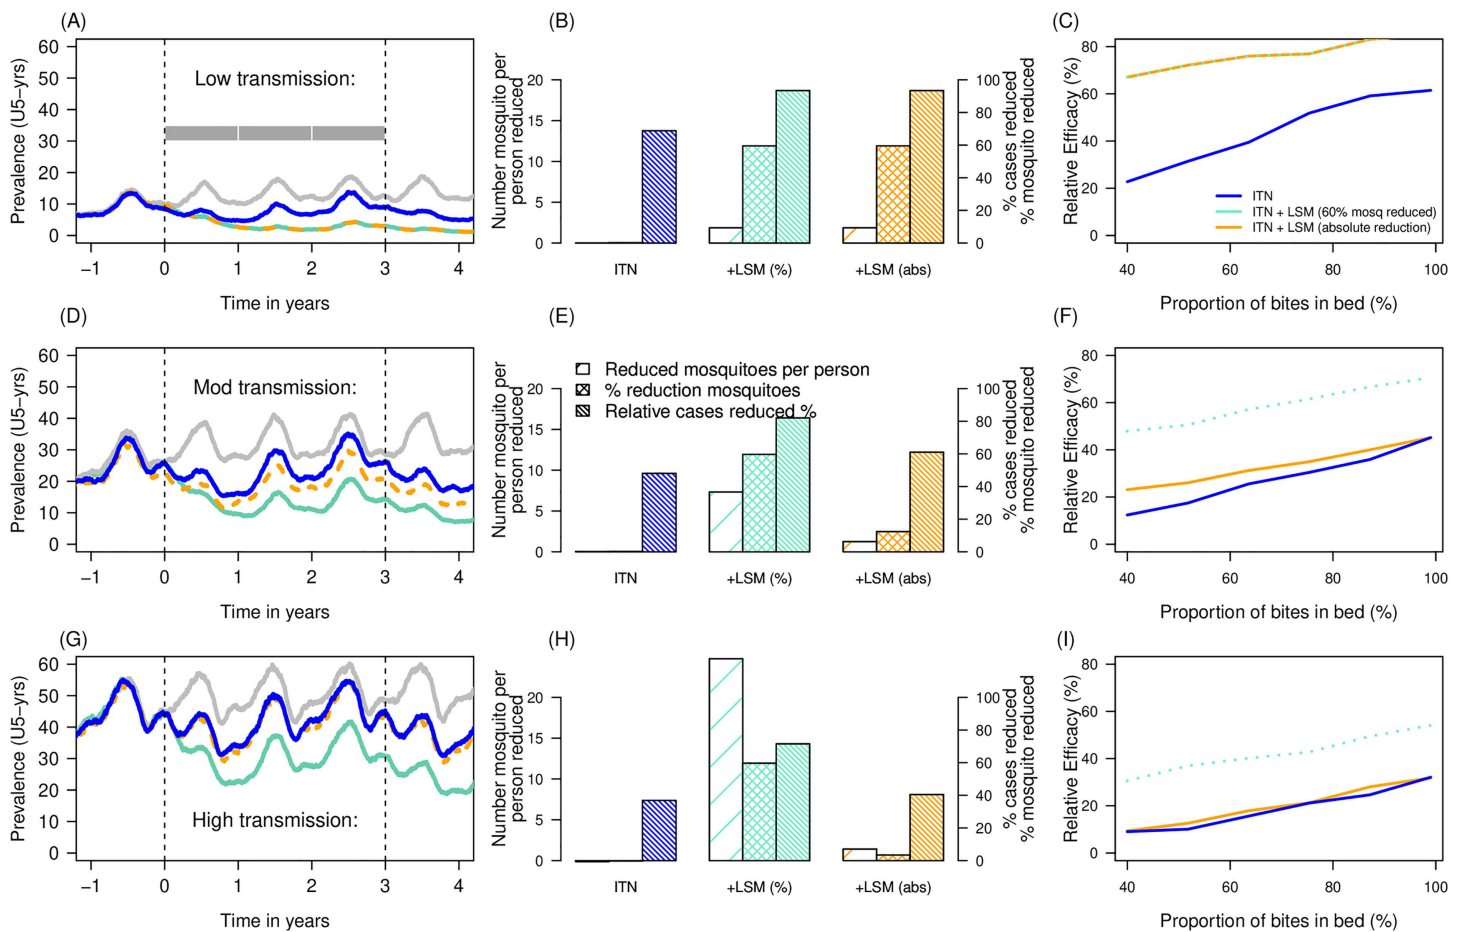 (A)
Prevalence (U5−yrs)
60
50
40
30
20
10
0
Low transmission:
−1 0 1 2 3 4
Time in years
(B)
Number mosquito per
person reduced
20
15
10
5
0
ITN +LSM (%) +LSM (abs)
100
80
60
40
20
0
% cases reduced
% mosquito reduced
(C)
Relative Efficacy (%)
80
60
40
20
0
ITN
ITN + LSM (60% mosq reduced)
ITN + LSM (absolute reduction)
40 60 80 100
Proportion of bites in bed (%)
(D)
Prevalence (U5−yrs)
60
50
40
30
20
10
0
Mod transmission:
−1 0 1 2 3 4
Time in years
(E)
Number mosquito per
person reduced
20
15
10
5
0
Reduced mosquitoes per person
% reduction mosquitoes
Relative cases reduced %
ITN +LSM (%) +LSM (abs)
100
80
60
40
20
0
% cases reduced
% mosquito reduced
(F)
Relative Efficacy (%)
80
60
40
20
0
40 60 80 100
Proportion of bites in bed (%)
(G)
Prevalence (U5−yrs)
60
50
40
30
20
10
0
High transmission:
−1 0 1 2 3 4
Time in years
(H)
Number mosquito per
person reduced
20
15
10
5
0
ITN +LSM (%) +LSM (abs)
100
80
60
40
20
0
% cases reduced
% mosquito reduced
(I)
Relative Efficacy (%)
80
60
40
20
0
40 60 80 100
Proportion of bites in bed (%)